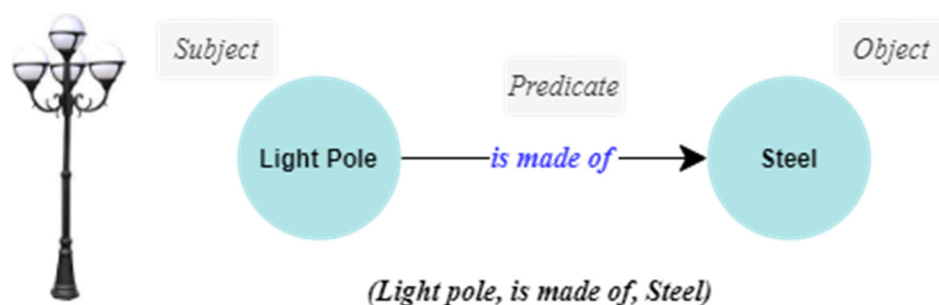 Subject
Object
Predicate
Light Pole
is made of
Steel
(Light pole, is made of, Steel)